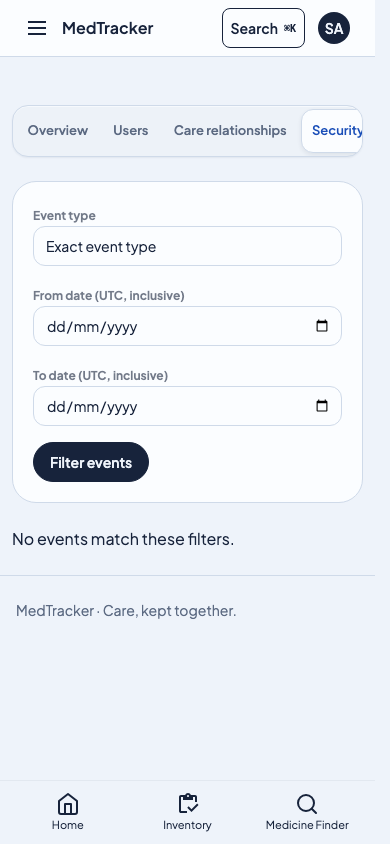 MedTracker
Search ⌘K
SA
Overview Users Care relationships Security
Event type
Exact event type
From date (UTC, inclusive)
dd/mm/yyyy
To date (UTC, inclusive)
dd/mm/yyyy
Filter events
No events match these filters.
MedTracker · Care, kept together.
Home Inventory Medicine Finder